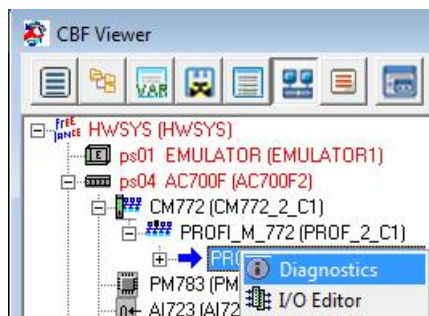 CBF Viewer
VAR
FREE
LANCE HWSYS (HWSYS)
E ps01 EMULATOR (EMULATOR1)
ps04 AC700F (AC700F2)
CM772 (CM772_2_C1)
PROFI_M_772 (PROF_2_C1)
PRO
Diagnostics
PM783 (PM
I/O Editor
AI723 (AI72